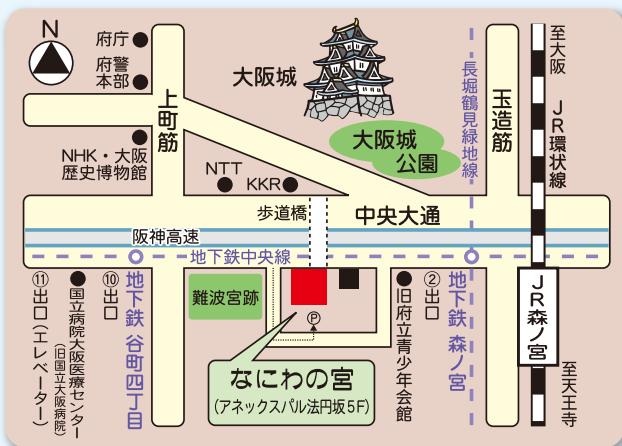 N
府庁
府警
本部
上町筋
大阪城
長堀鶴見緑地線
玉造筋
至大阪
JR環状線
大阪城
公園
NHK・大阪
歴史博物館
NTT
KKR
歩道橋
中央大通
阪神高速
地下鉄中央線
⑪出口(エレベーター)
国立病院大阪医療センター
(旧国立大阪病院)
⑩出口
地下鉄 谷町四丁目
難波宮跡
P
旧府立青少年会館
②出口
地下鉄 森ノ宮
JR森ノ宮
至天王寺
なにわの宮
(アネックスパル法円坂5F)